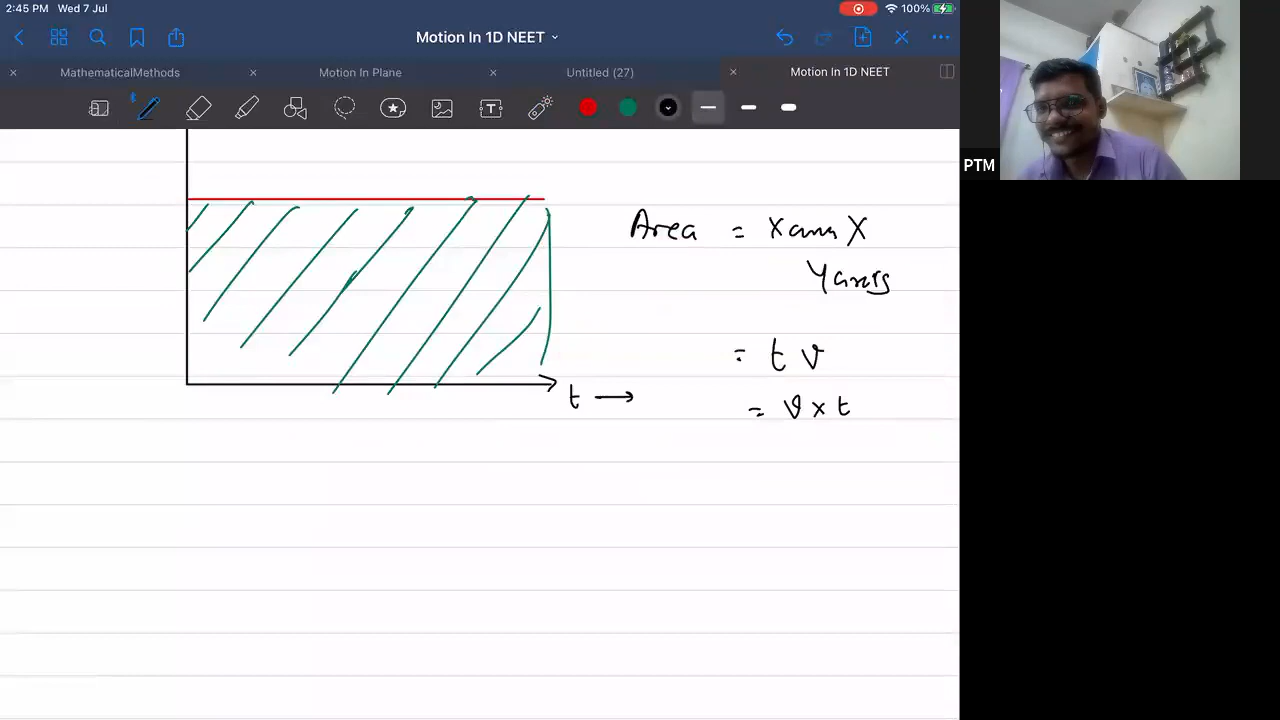 2:45 PM Wed 7 Jul
100%
Motion In 1D NEET
MathematicalMethods
Motion In Plane
Untitled (27)
Motion In 1D NEET
PTM
Area = X axis X
Y axis
= t v
= v x t
t →